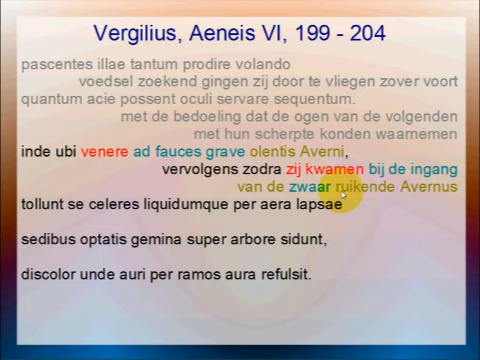 Vergilius, Aeneis VI, 199 - 204
pascentes illae tantum prodire volando
voedsel zoekend gingen zij door te vliegen zover voort
quantum acie possent oculi servare sequentum.
met de bedoeling dat de ogen van de volgenden
met hun scherpte konden waarnemen
inde ubi venere ad fauces grave olentis Averni,
vervolgens zodra zij kwamen bij de ingang
van de zwaar ruikende Avernus
tollunt se celeres liquidumque per aera lapsae
sedibus optatis gemina super arbore sidunt,
discolor unde auri per ramos aura refulsit.